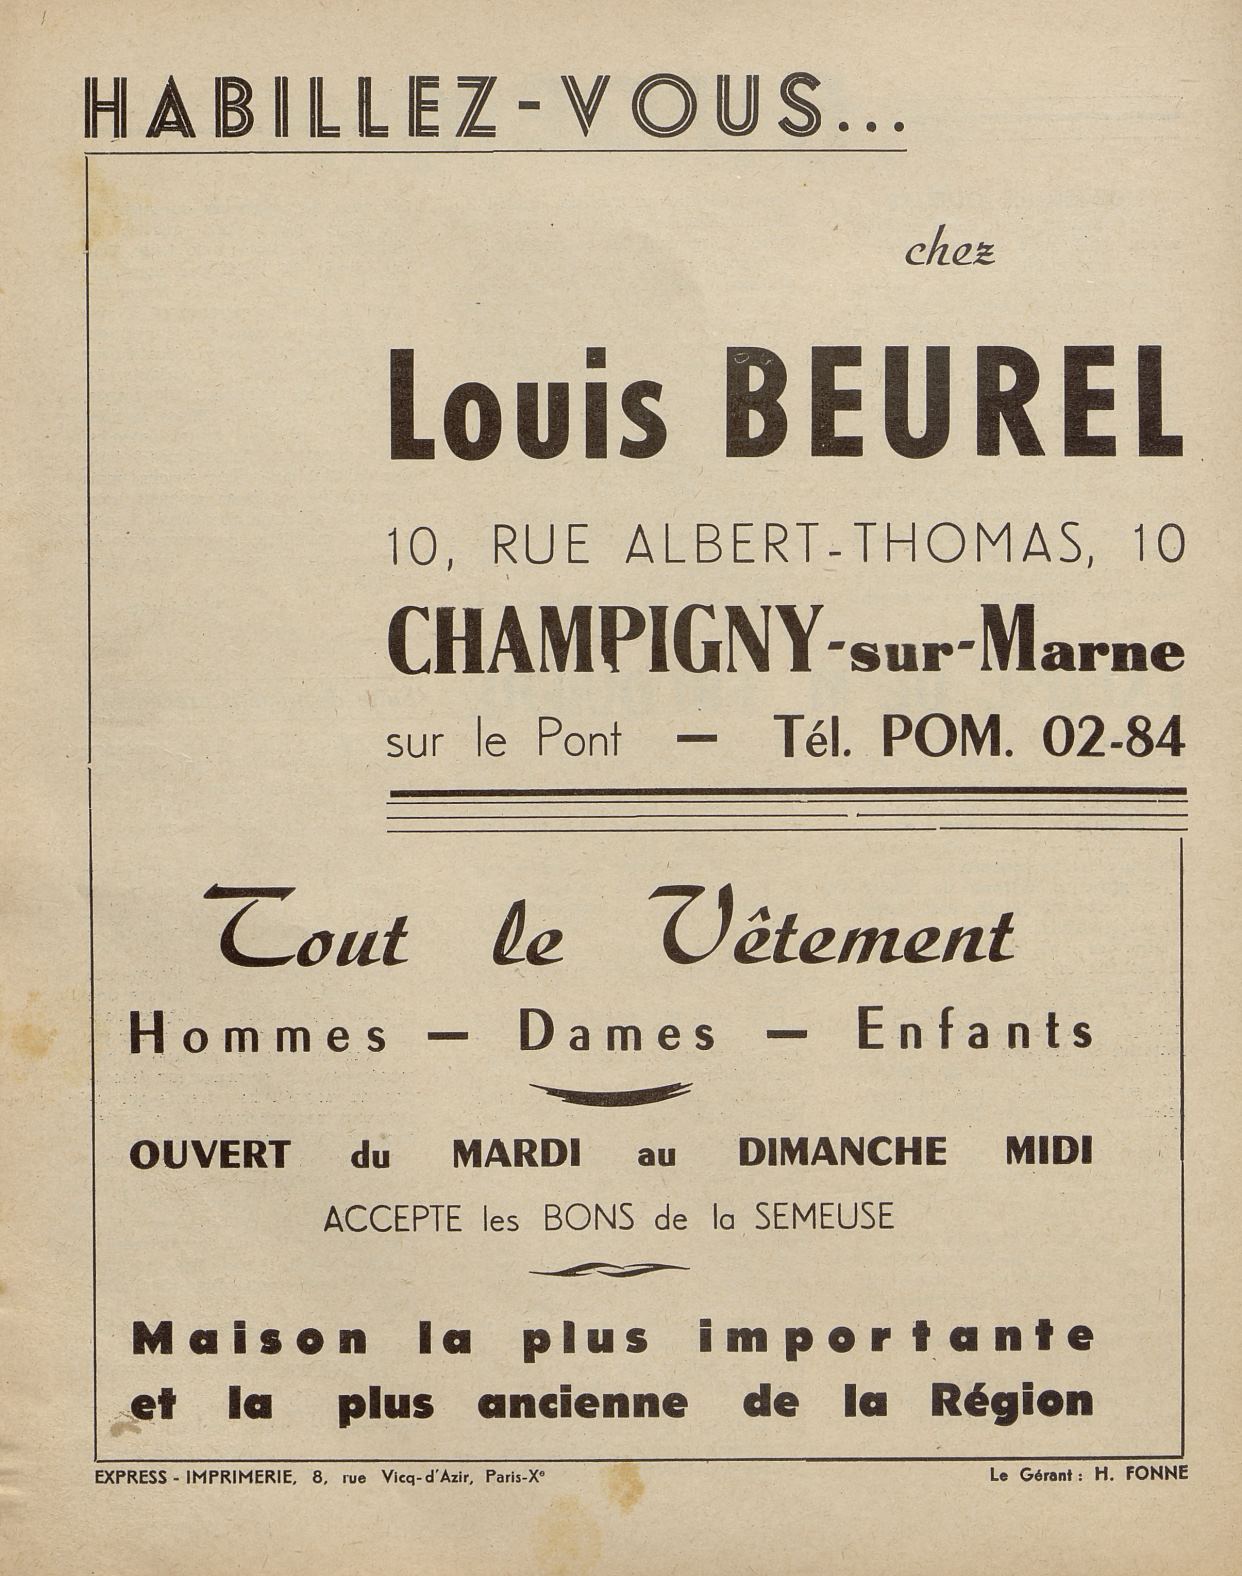 HABILLEZ-VOUS...
chez
Louis BEUREL
10, RUE ALBERT-THOMAS, 10
CHAMPIGNY-sur-Marne
sur le Pont — Tél. POM. 02-84
Tout le Vêtement
Hommes — Dames — Enfants
OUVERT du MARDI au DIMANCHE MIDI
ACCEPTE les BONS de la SEMEUSE
Maison la plus importante
et la plus ancienne de la Région
EXPRESS - IMPRIMERIE, 8, rue Vicq-d'Azir, Paris-Xe
Le Gérant : H. FONNE